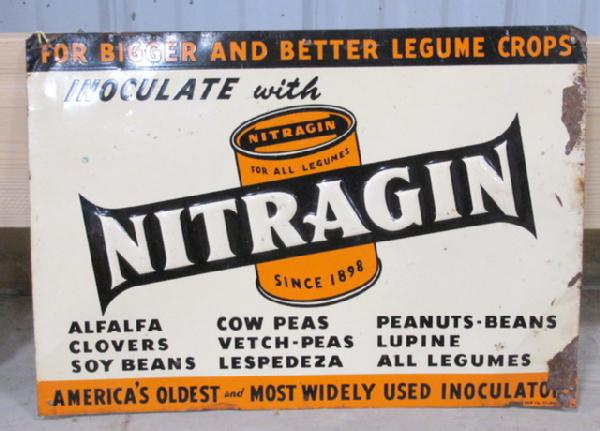 FOR BIGGER AND BETTER LEGUME CROPS
INOCULATE with
NITRAGIN
FOR ALL LEGUMES
NITRAGIN
SINCE 1898
ALFALFA COW PEAS PEANUTS-BEANS
CLOVERS VETCH-PEAS LUPINE
SOY BEANS LESPEDEZA ALL LEGUMES
AMERICA'S OLDEST and MOST WIDELY USED INOCULATOR